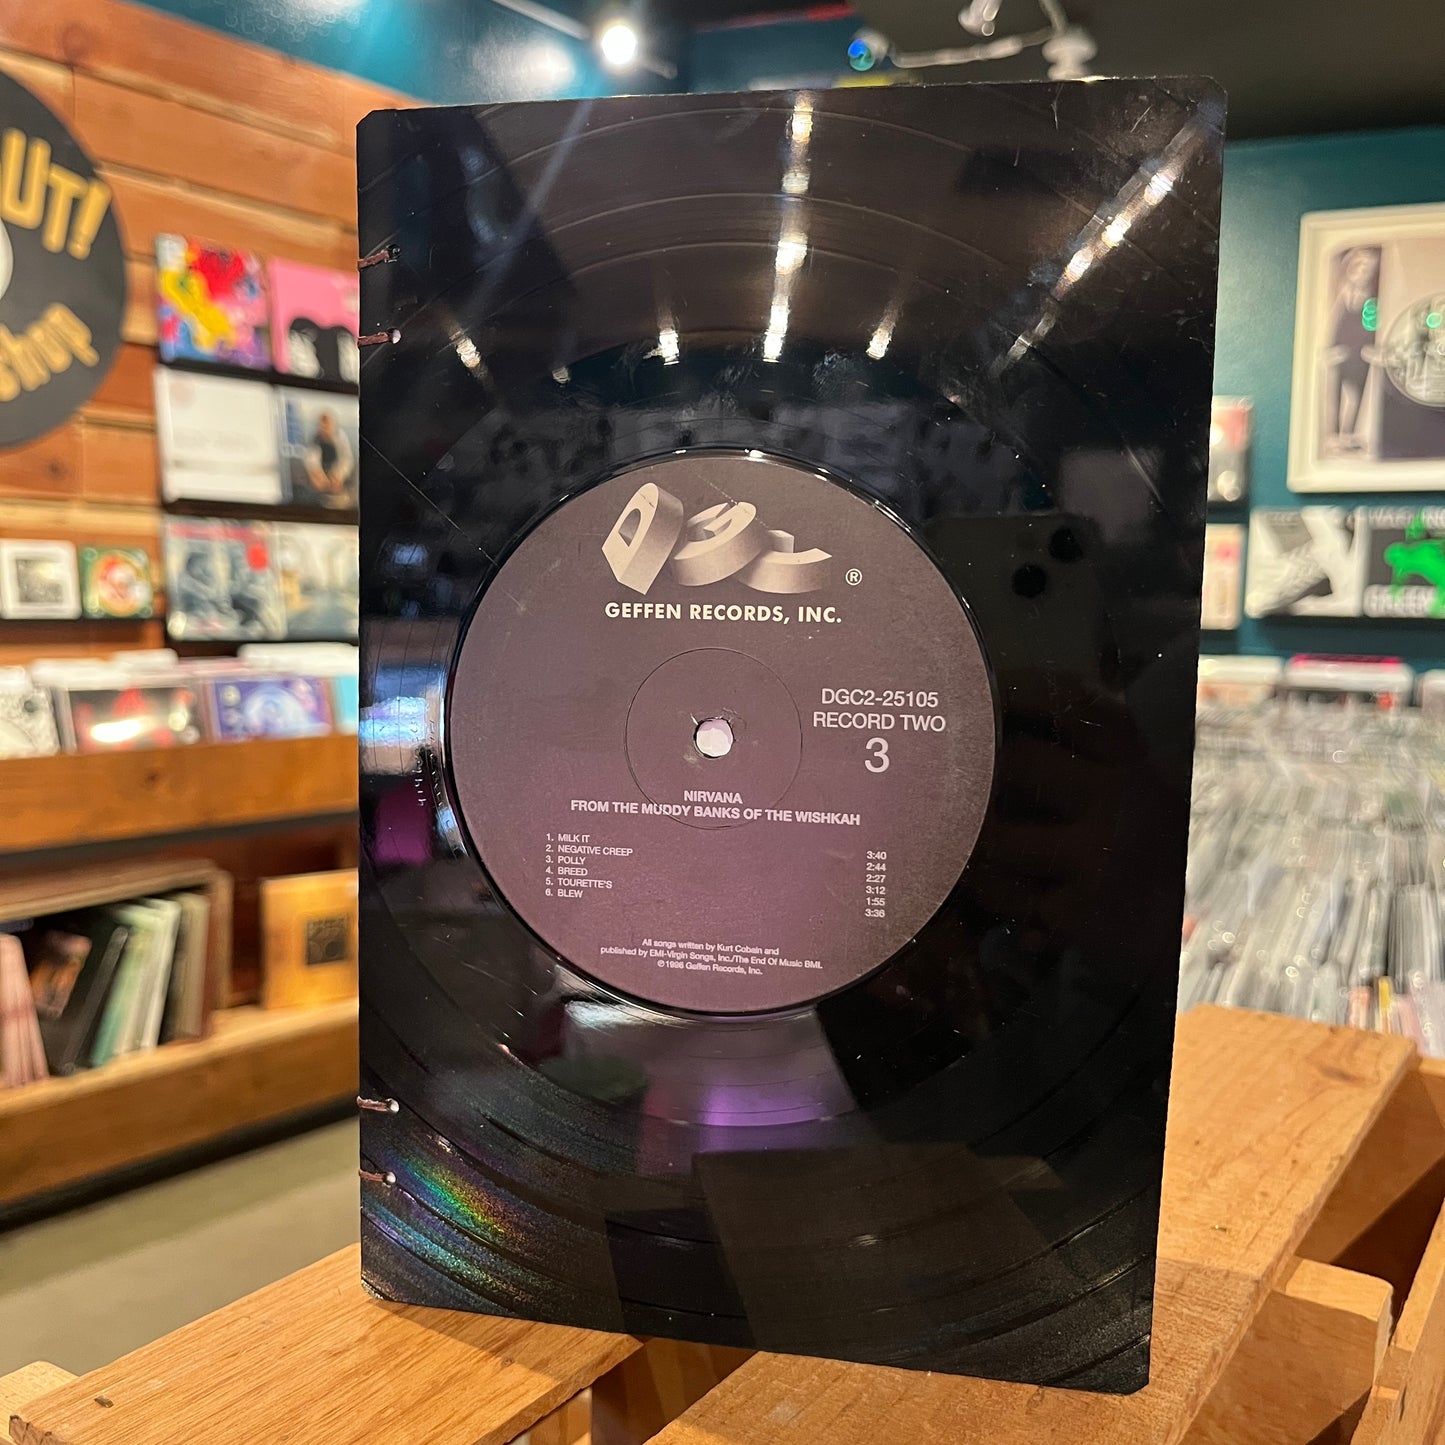 UT!
Shop
DGC
®
GEFFEN RECORDS, INC.
DGC2-25105
RECORD TWO
3
NIRVANA
FROM THE MUDDY BANKS OF THE WISHKAH
1. MILK IT 3:40
2. NEGATIVE CREEP 2:44
3. POLLY 2:27
4. BREED 3:12
5. TOURETTE'S 1:55
6. BLEW 3:36
All songs written by Kurt Cobain and
published by EMI-Virgin Songs, Inc./The End Of Music BMI.
℗ 1996 Geffen Records, Inc.